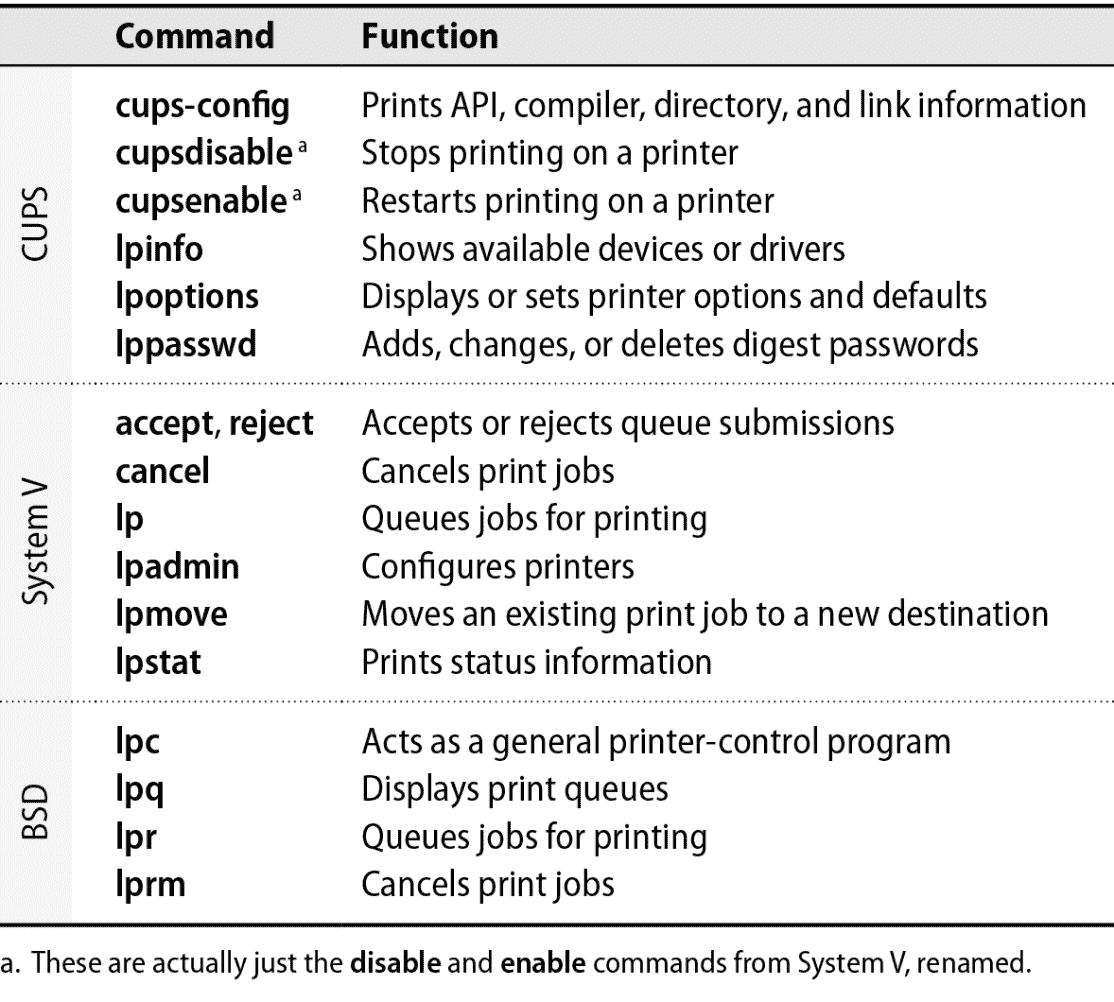 Command Function
CUPS
cups-config Prints API, compiler, directory, and link information
cupsdisable a Stops printing on a printer
cupsenable a Restarts printing on a printer
lpinfo Shows available devices or drivers
lpoptions Displays or sets printer options and defaults
lppasswd Adds, changes, or deletes digest passwords
System V
accept, reject Accepts or rejects queue submissions
cancel Cancels print jobs
lp Queues jobs for printing
lpadmin Configures printers
lpmove Moves an existing print job to a new destination
lpstat Prints status information
BSD
lpc Acts as a general printer-control program
lpq Displays print queues
lpr Queues jobs for printing
lprm Cancels print jobs
a. These are actually just the disable and enable commands from System V, renamed.